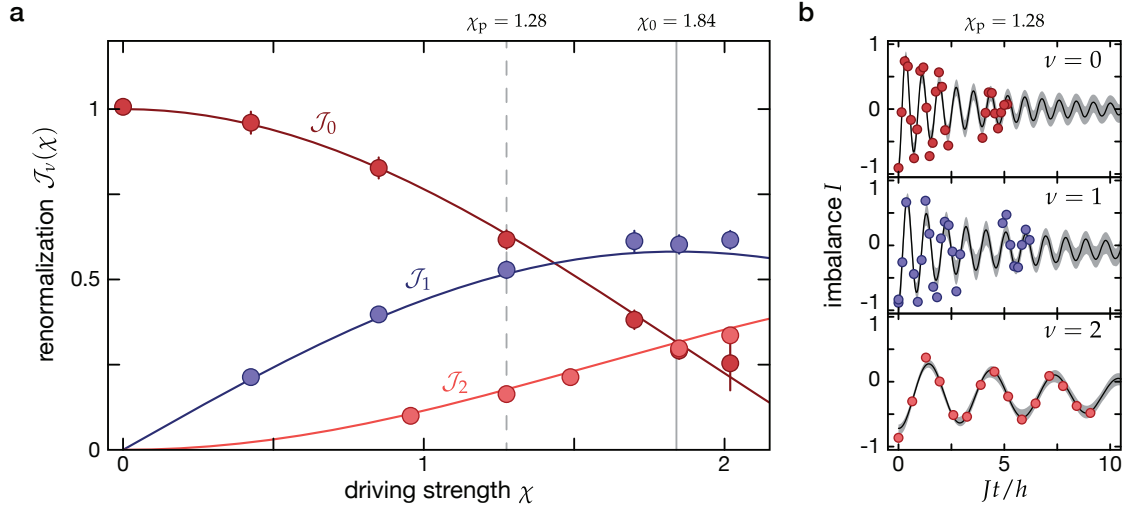 a
χp = 1.28
χ0 = 1.84
renormalization 𝒥ν(χ)
1
0.5
0
𝒥0
𝒥1
𝒥2
0
1
2
driving strength χ
b
χp = 1.28
imbalance I
1
0
-1
ν = 0
1
0
-1
ν = 1
1
0
-1
ν = 2
0
5
10
Jt/h